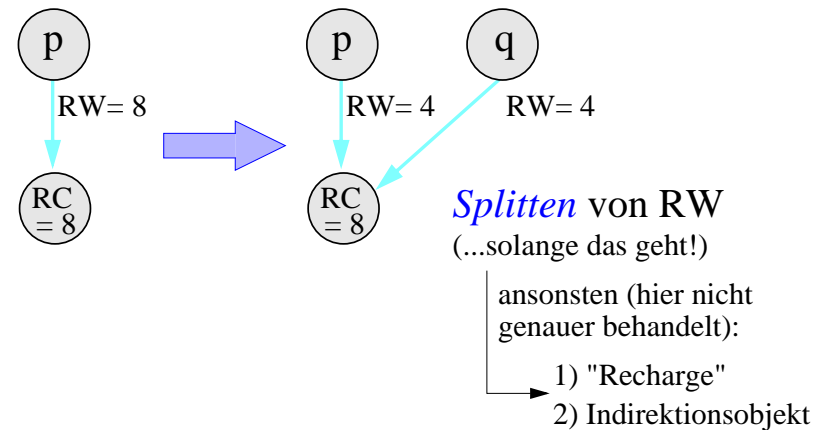 p
p
q
RW= 8
RW= 4
RW= 4
RC
= 8
RC
= 8
Splitten von RW
(...solange das geht!)
ansonsten (hier nicht
genauer behandelt):
1) "Recharge"
2) Indirektionsobjekt